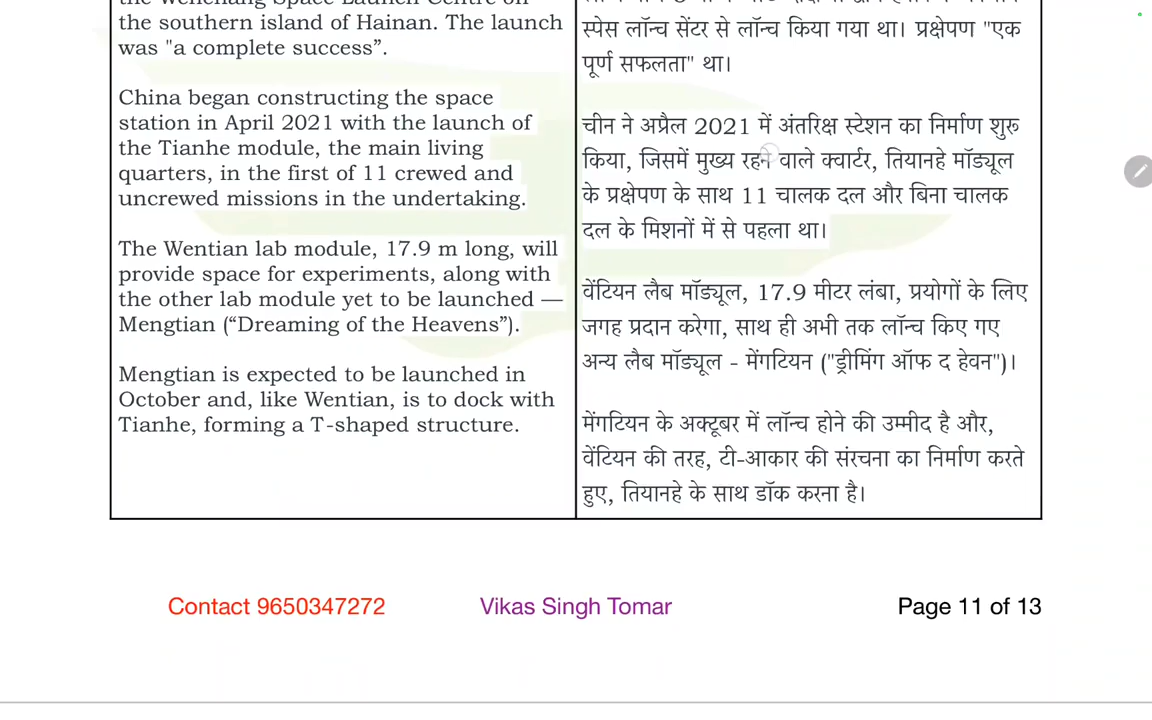 the southern island of Hainan. The launch
was "a complete success”.
China began constructing the space
station in April 2021 with the launch of
the Tianhe module, the main living
quarters, in the first of 11 crewed and
uncrewed missions in the undertaking.
The Wentian lab module, 17.9 m long, will
provide space for experiments, along with
the other lab module yet to be launched —
Mengtian (“Dreaming of the Heavens”).
Mengtian is expected to be launched in
October and, like Wentian, is to dock with
Tianhe, forming a T-shaped structure.
स्पेस लॉन्च सेंटर से लॉन्च किया गया था। प्रक्षेपण "एक
पूर्ण सफलता" था।
चीन ने अप्रैल 2021 में अंतरिक्ष स्टेशन का निर्माण शुरू
किया, जिसमें मुख्य रहने वाले क्वार्टर, तियानहे मॉड्यूल
के प्रक्षेपण के साथ 11 चालक दल और बिना चालक
दल के मिशनों में से पहला था।
वेंटियन लैब मॉड्यूल, 17.9 मीटर लंबा, प्रयोगों के लिए
जगह प्रदान करेगा, साथ ही अभी तक लॉन्च किए गए
अन्य लैब मॉड्यूल - मेंगटियन ("ड्रीमिंग ऑफ द हेवन")।
मेंगटियन के अक्टूबर में लॉन्च होने की उम्मीद है और,
वेंटियन की तरह, टी-आकार की संरचना का निर्माण करते
हुए, तियानहे के साथ डॉक करना है।
Contact 9650347272
Vikas Singh Tomar
Page 11 of 13